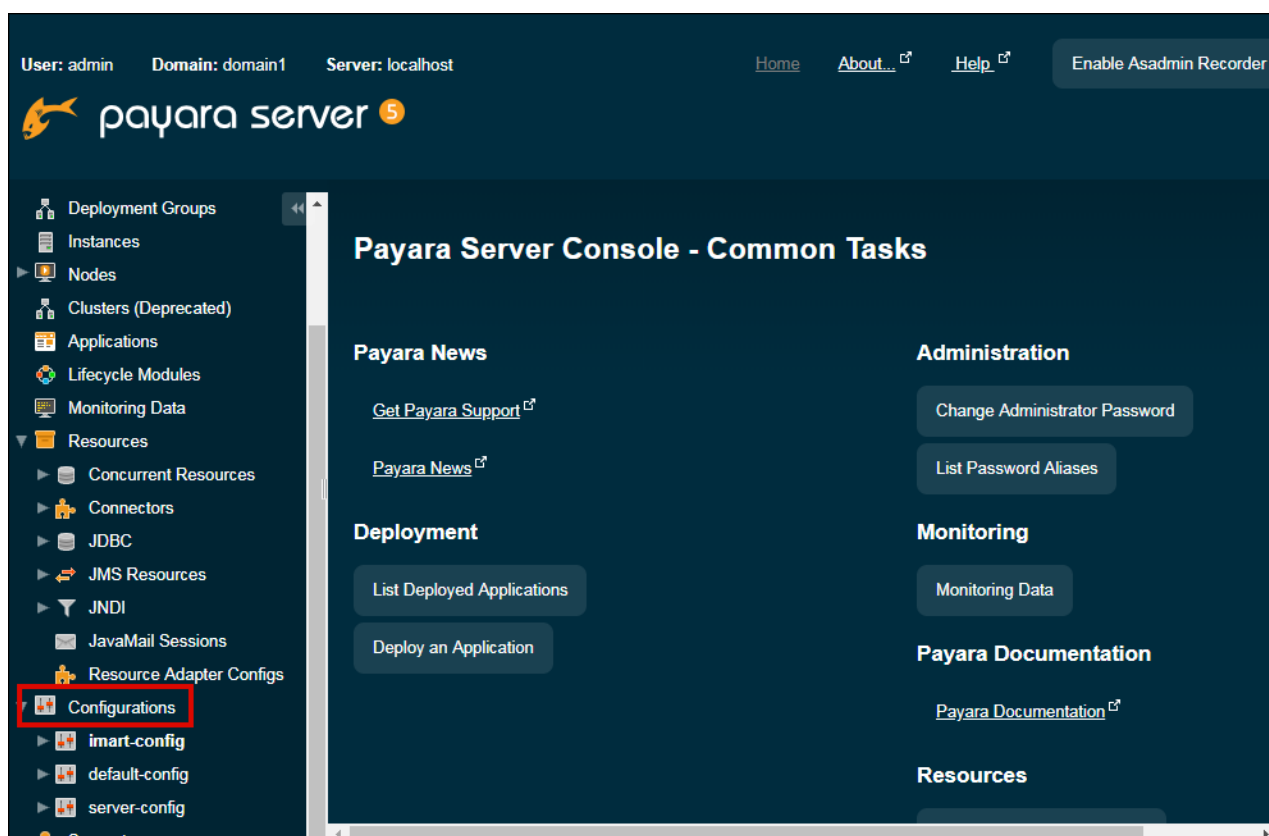 User: admin Domain: domain1 Server: localhost Home About... Help Enable Asadmin Recorder
payara server 5
Deployment Groups
Instances
Nodes
Clusters (Deprecated)
Applications
Lifecycle Modules
Monitoring Data
Resources
Concurrent Resources
Connectors
JDBC
JMS Resources
JNDI
JavaMail Sessions
Resource Adapter Configs
Configurations
imart-config
default-config
server-config
Payara Server Console - Common Tasks
Payara News
Get Payara Support
Payara News
Deployment
List Deployed Applications
Deploy an Application
Administration
Change Administrator Password
List Password Aliases
Monitoring
Monitoring Data
Payara Documentation
Payara Documentation
Resources